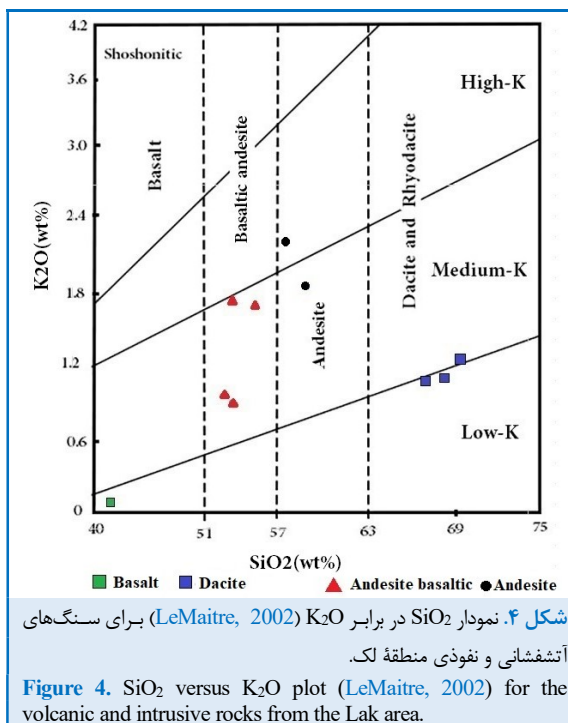 4.2
Shoshonitic
High-K
3.6
3.0
Basalt
Basaltic andesite
Dacite and Rhyodacite
2.4
K2O(wt%)
Medium-K
1.8
Andesite
1.2
Low-K
0.6
0
40 51 57 63 69 75
SiO2(wt%)
Basalt Dacite Andesite basaltic Andesite
شکل ۴. نمودار SiO2 در برابر K2O (LeMaitre, 2002) برای سنگ‌های
آتشفشانی و نفوذی منطقهٔ لک.
Figure 4. SiO2 versus K2O plot (LeMaitre, 2002) for the
volcanic and intrusive rocks from the Lak area.